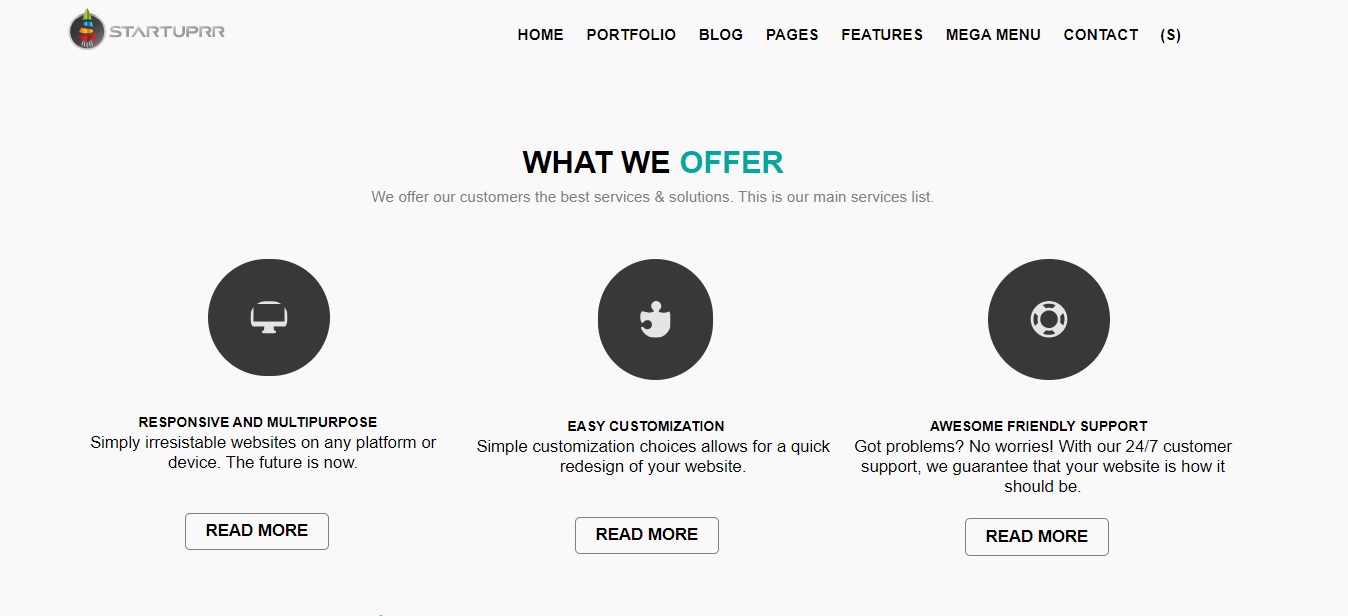 STARTUPRR
HOME PORTFOLIO BLOG PAGES FEATURES MEGA MENU CONTACT (S)
WHAT WE OFFER
We offer our customers the best services & solutions. This is our main services list.
RESPONSIVE AND MULTIPURPOSE
Simply irresistable websites on any platform or
device. The future is now.
READ MORE
EASY CUSTOMIZATION
Simple customization choices allows for a quick
redesign of your website.
READ MORE
AWESOME FRIENDLY SUPPORT
Got problems? No worries! With our 24/7 customer
support, we guarantee that your website is how it
should be.
READ MORE